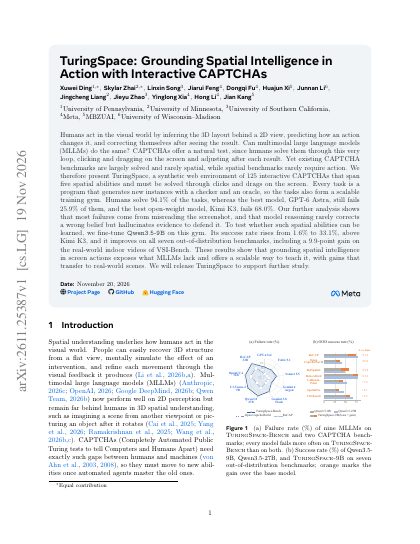 TuringSpace: Grounding Spatial Intelligence in
Action with Interactive CAPTCHAs
Xuwei Ding¹,*, Skylar Zhai²,*, Linxin Song³, Jiarui Feng⁴, Dongqi Fu⁴, Huajun Xi⁵, Junnan Li⁵,
Jingcheng Liang², Jieyu Zhao³, Yinglong Xia⁴, Hong Li⁴, Jian Kang⁵
¹University of Pennsylvania, ²University of Minnesota, ³University of Southern California,
⁴Meta, ⁵MBZUAI, ⁶University of Wisconsin–Madison
Humans act in the visual world by inferring the 3D layout behind a 2D view, predicting how an action
changes it, and correcting themselves after seeing the result. Can multimodal large language models
(MLLMs) do the same? CAPTCHAs offer a natural test, since humans solve them through this very
loop, clicking and dragging on the screen and adjusting after each result. Yet existing CAPTCHA
benchmarks are largely solved and rarely spatial, while spatial benchmarks rarely require action. We
therefore present TuringSpace, a synthetic web environment of 125 interactive CAPTCHAs that span
five spatial abilities and must be solved through clicks and drags on the screen. Every task is a
program that generates new instances with a checker and an oracle, so the tasks also form a scalable
training gym. Humans solve 94.1% of the tasks, whereas the best model, GPT-6 Astra, still fails
25.9% of them, and the best open-weight model, Kimi K3, fails 68.0%. Our further analysis shows
that most failures come from misreading the screenshot, and that model reasoning rarely corrects
a wrong belief but hallucinates evidence to defend it. To test whether such spatial abilities can be
learned, we fine-tune Qwen3.5-9B on this gym. Its success rate rises from 1.6% to 33.1%, above
Kimi K3, and it improves on all seven out-of-distribution benchmarks, including a 9.9-point gain on
the real-world indoor videos of VSI-Bench. These results show that grounding spatial intelligence
in screen actions exposes what MLLMs lack and offers a scalable way to teach it, with gains that
transfer to real-world scenes. We will release TuringSpace to support further study.
Date: November 20, 2026
Project Page GitHub Hugging Face
Meta
arXiv:2611.25387v1 [cs.LG] 19 Nov 2026
1 Introduction
Spatial understanding underlies how humans act in
the visual world. People can easily recover 3D structure
from a flat view, mentally simulate the effect of an
intervention, and refine each movement through the
visual feedback it produces (Li et al., 2026b,a). Mul-
timodal large language models (MLLMs) (Anthropic,
2026c; OpenAI, 2026; Google DeepMind, 2026b; Qwen
Team, 2026b) now perform well on 2D perception but
remain far behind humans in 3D spatial understanding,
such as imagining a scene from another viewpoint or pic-
turing an object after it rotates (Cai et al., 2025; Yang
et al., 2026; Ramakrishnan et al., 2025; Wang et al.,
2026b,c). CAPTCHAs (Completely Automated Public
Turing tests to tell Computers and Humans Apart) need
exactly such gaps between humans and machines (von
Ahn et al., 2003, 2008), so they must move to new abil-
ities once automated agents master the old ones.
(a) Failure rate (%)
(b) OOD success rate (%)
Figure 1 (a) Failure rate (%) of nine MLLMs on
TuringSpace-Bench and two CAPTCHA bench-
marks; every model fails more often on TuringSpace-
Bench than on both. (b) Success rate (%) of Qwen3.5-
9B, Qwen3.5-27B, and TuringSpace-9B on seven
out-of-distribution benchmarks; orange marks the
gain over the base model.
*Equal contribution
1